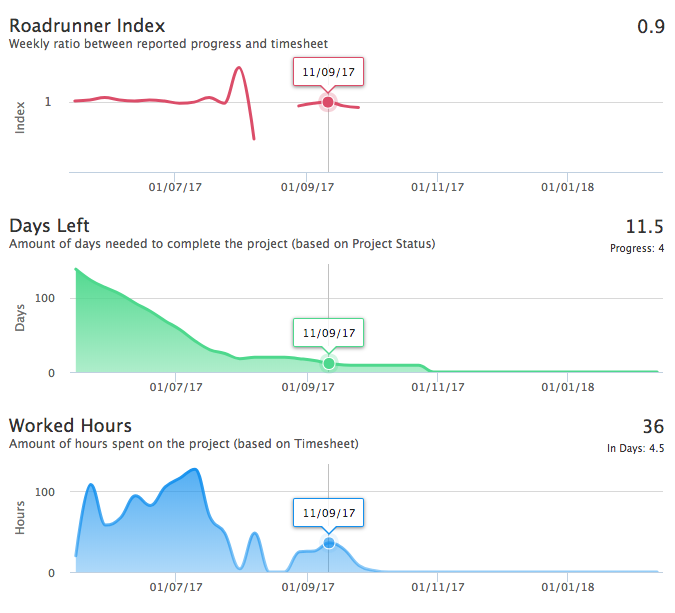 Roadrunner Index
0.9
Weekly ratio between reported progress and timesheet
11/09/17
1
Index
01/07/17 01/09/17 01/11/17 01/01/18
Days Left
11.5
Amount of days needed to complete the project (based on Project Status)
Progress: 4
100
Days
11/09/17
0
01/07/17 01/09/17 01/11/17 01/01/18
Worked Hours
36
Amount of hours spent on the project (based on Timesheet)
In Days: 4.5
100
Hours
11/09/17
0
01/07/17 01/09/17 01/11/17 01/01/18